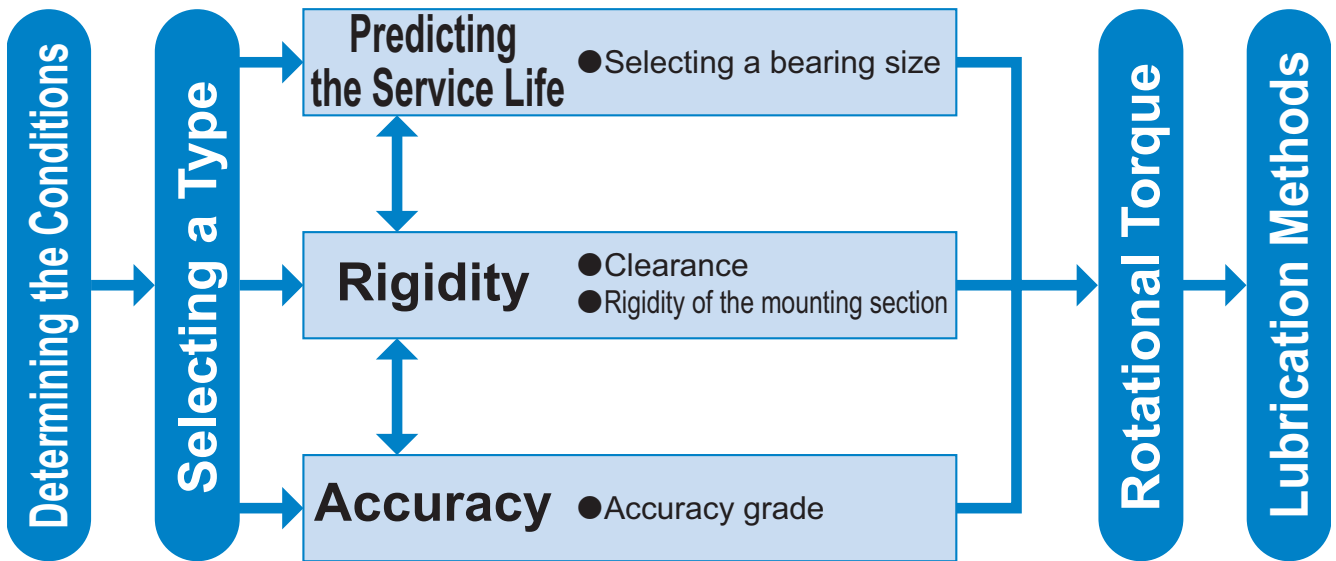 Determining the Conditions
Selecting a Type
Predicting
the Service Life
●Selecting a bearing size
Rigidity
●Clearance
●Rigidity of the mounting section
Accuracy
●Accuracy grade
Rotational Torque
Lubrication Methods